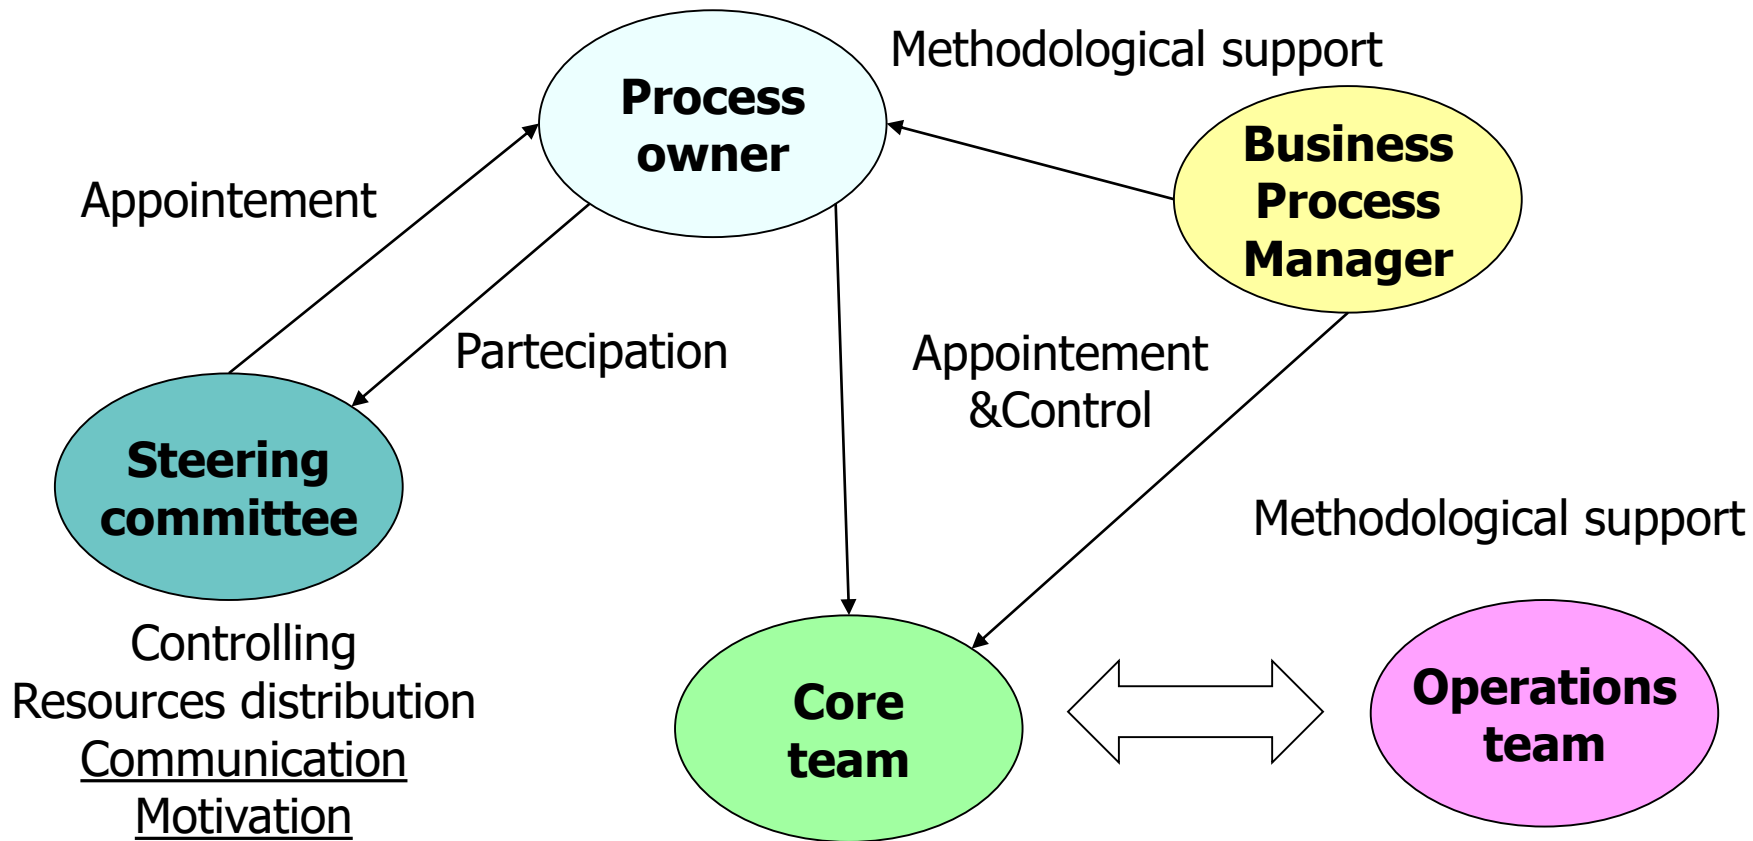 Methodological support
Process
owner
Business
Process
Manager
Appointement
Partecipation
Appointement
&Control
Steering
committee
Methodological support
Controlling
Resources distribution
Communication
Motivation
Core
team
Operations
team